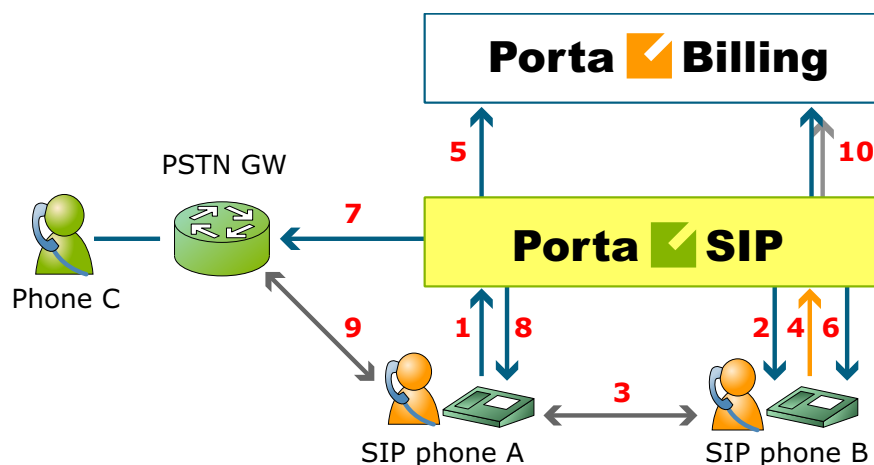 Porta Billing
5
10
PSTN GW
7
Porta SIP
Phone C
9
1
8
2
4
6
3
SIP phone A
SIP phone B